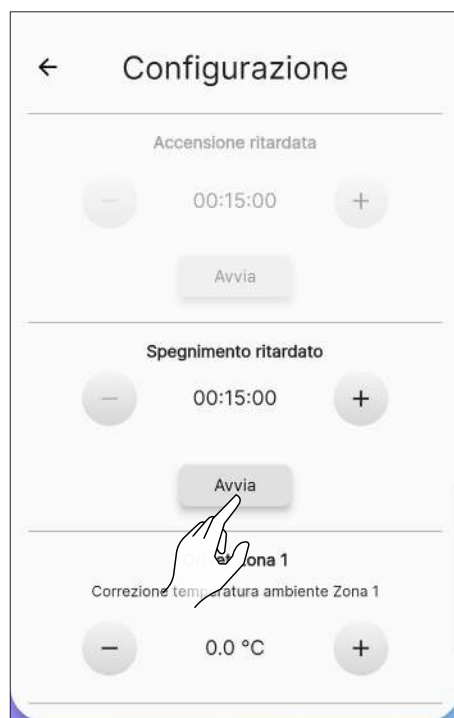 Configurazione
Accensione ritardata
00:15:00
Avvia
Spegnimento ritardato
00:15:00
Avvia
Zona 1
Correzione temperatura ambiente Zona 1
0.0 °C